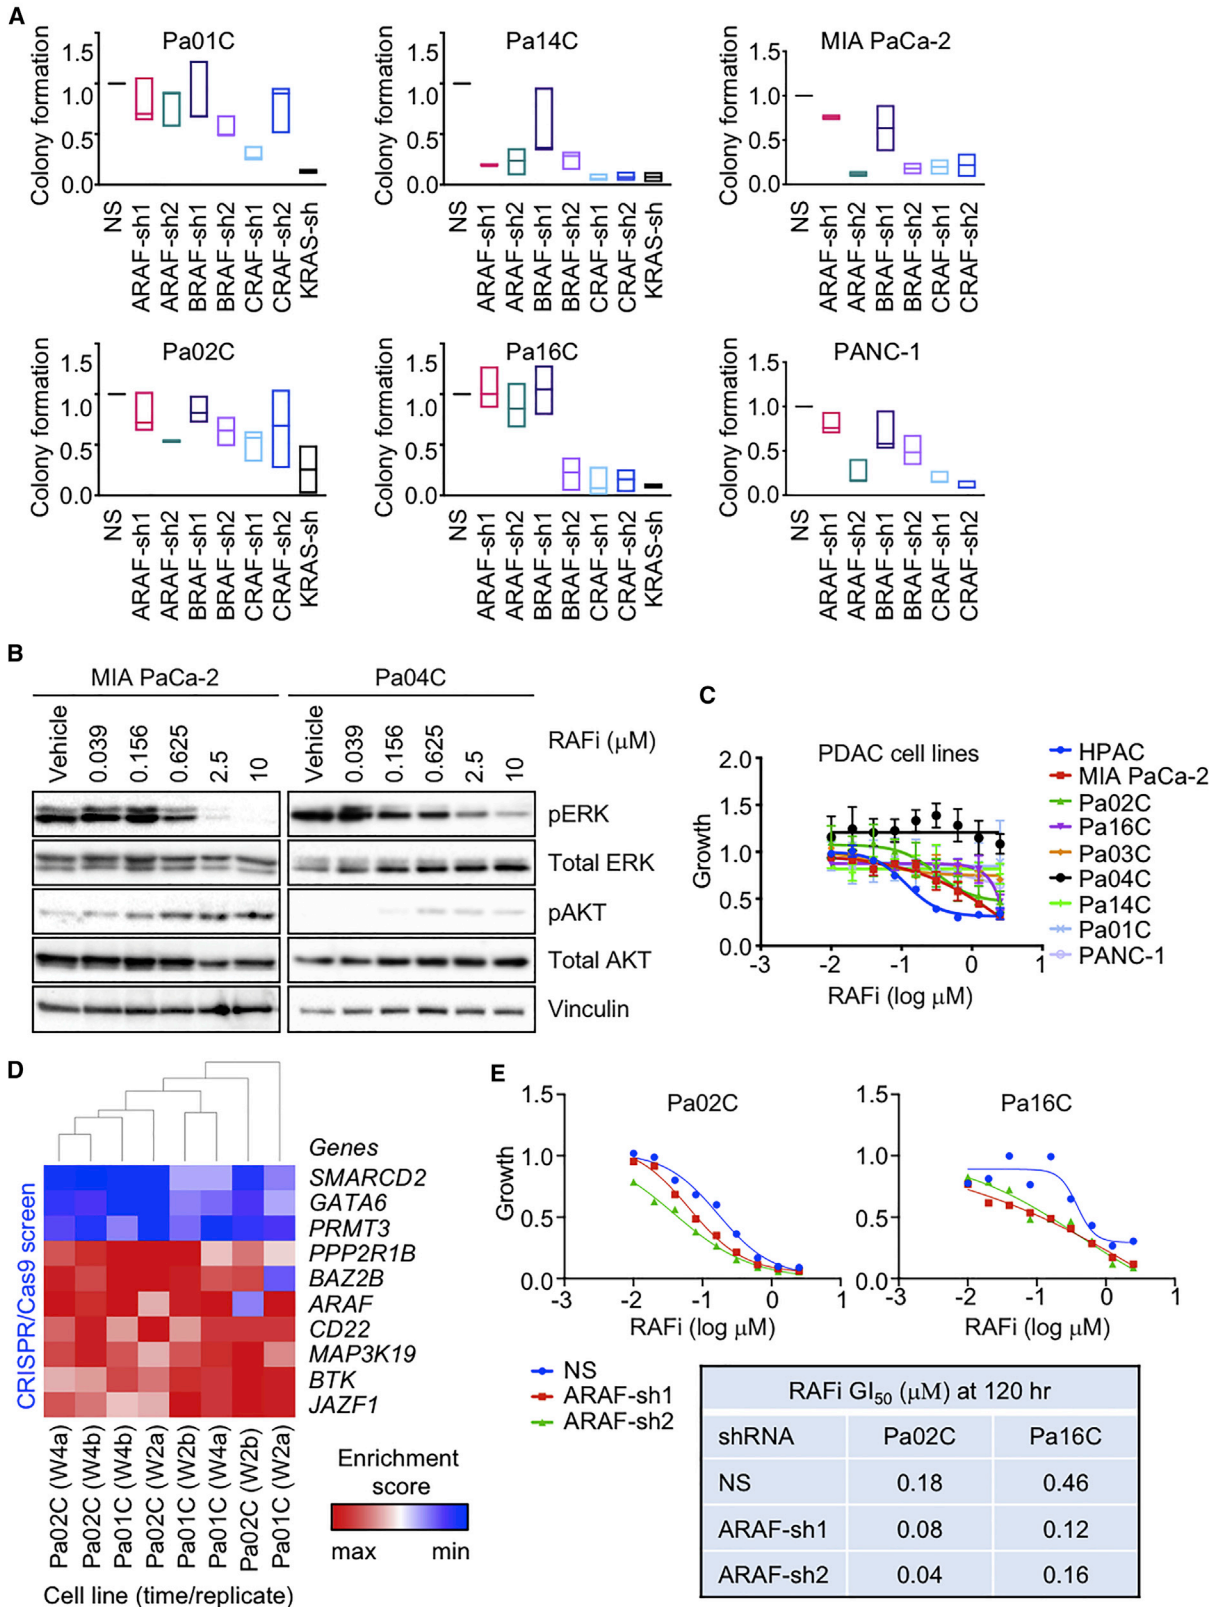 A
Pa01C
Colony formation
1.5
1.0
0.5
0.0
NS
ARAF-sh1
ARAF-sh2
BRAF-sh1
BRAF-sh2
CRAF-sh1
CRAF-sh2
KRAS-sh
Pa14C
Colony formation
1.5
1.0
0.5
0.0
NS
ARAF-sh1
ARAF-sh2
BRAF-sh1
BRAF-sh2
CRAF-sh1
CRAF-sh2
KRAS-sh
MIA PaCa-2
Colony formation
1.5
1.0
0.5
0.0
NS
ARAF-sh1
ARAF-sh2
BRAF-sh1
BRAF-sh2
CRAF-sh1
CRAF-sh2
Pa02C
Colony formation
1.5
1.0
0.5
0.0
NS
ARAF-sh1
ARAF-sh2
BRAF-sh1
BRAF-sh2
CRAF-sh1
CRAF-sh2
KRAS-sh
Pa16C
Colony formation
1.5
1.0
0.5
0.0
NS
ARAF-sh1
ARAF-sh2
BRAF-sh1
BRAF-sh2
CRAF-sh1
CRAF-sh2
KRAS-sh
PANC-1
Colony formation
1.5
1.0
0.5
0.0
NS
ARAF-sh1
ARAF-sh2
BRAF-sh1
BRAF-sh2
CRAF-sh1
CRAF-sh2
B
MIA PaCa-2
Pa04C
Vehicle
0.039
0.156
0.625
2.5
10
Vehicle
0.039
0.156
0.625
2.5
10
RAFi (μM)
pERK
Total ERK
pAKT
Total AKT
Vinculin
C
PDAC cell lines
Growth
2.0
1.5
1.0
0.5
0.0
-3
-2
-1
0
1
RAFi (log μM)
HPAC
MIA PaCa-2
Pa02C
Pa16C
Pa03C
Pa04C
Pa14C
Pa01C
PANC-1
D
CRISPR/Cas9 screen
Genes
SMARCD2
GATA6
PRMT3
PPP2R1B
BAZ2B
ARAF
CD22
MAP3K19
BTK
JAZF1
Pa02C (W4a)
Pa02C (W4b)
Pa01C (W4b)
Pa02C (W2a)
Pa01C (W2b)
Pa01C (W4a)
Pa02C (W2b)
Pa01C (W2a)
Cell line (time/replicate)
Enrichment
score
max
min
E
Pa02C
Growth
1.5
1.0
0.5
0.0
-3
-2
-1
0
1
RAFi (log μM)
Pa16C
1.5
1.0
0.5
0.0
-3
-2
-1
0
1
RAFi (log μM)
NS
ARAF-sh1
ARAF-sh2
RAFi GI50 (μM) at 120 hr
shRNA Pa02C Pa16C
NS 0.18 0.46
ARAF-sh1 0.08 0.12
ARAF-sh2 0.04 0.16